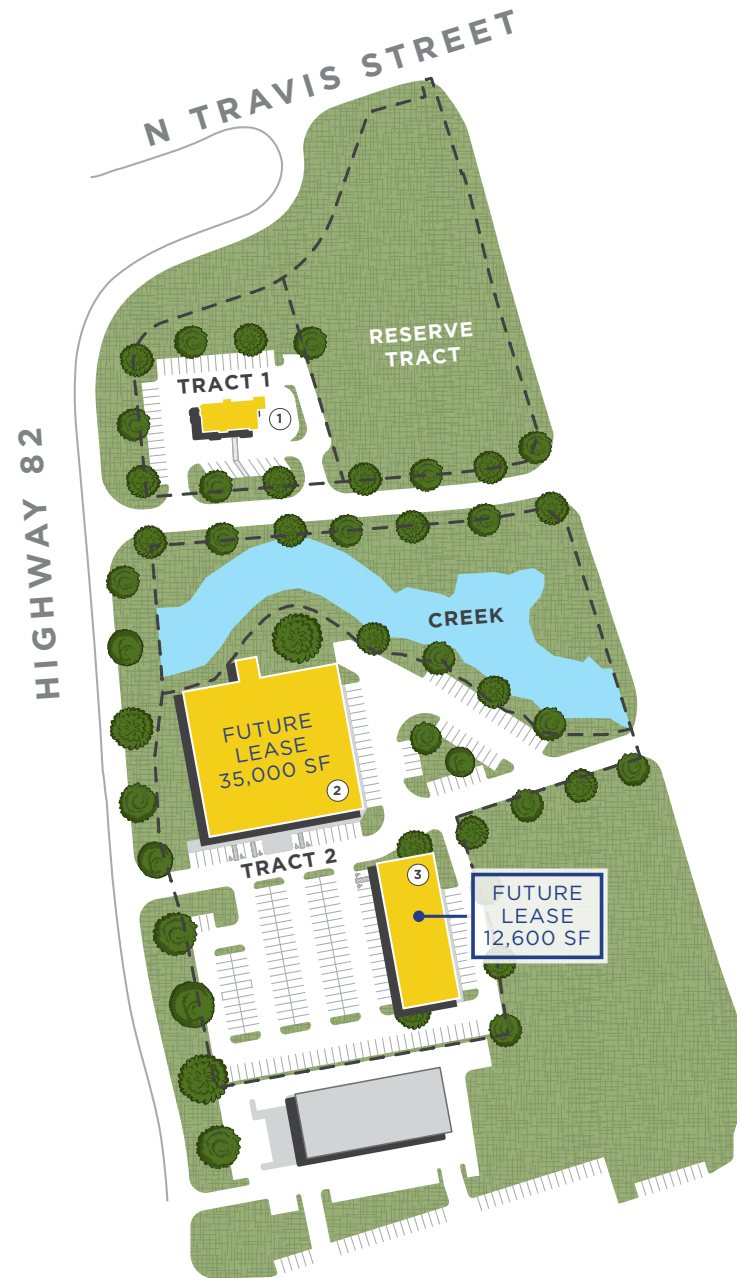 N TRAVIS STREET
RESERVE
TRACT
TRACT 1
1
HIGHWAY 82
CREEK
FUTURE
LEASE
35,000 SF
2
TRACT 2
3
FUTURE
LEASE
12,600 SF